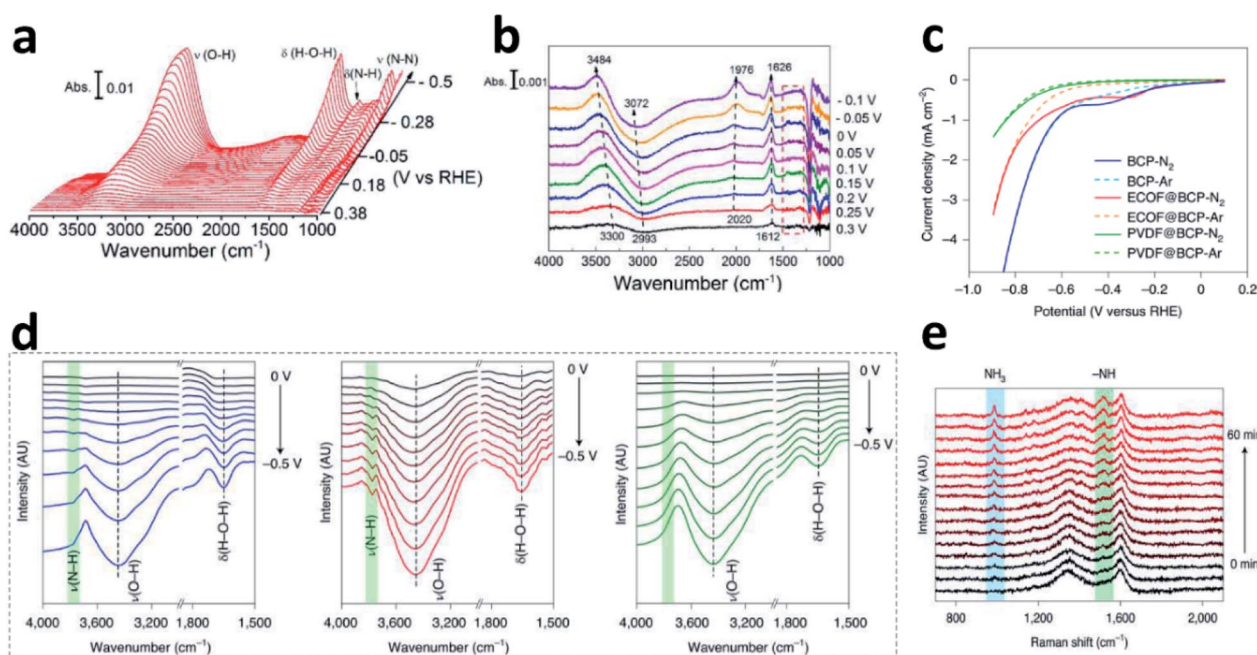 a
ν (O-H)
δ (H-O-H)
δ(N-H)
ν (N-N)
Abs. 0.01
- 0.5
- 0.28
-0.05
0.18
0.38
(V vs RHE)
4000 3500 3000 2500 2000 1500 1000
Wavenumber (cm⁻¹)
b
Abs. 0.001
3484
3072
1976
1626
- 0.1 V
- 0.05 V
0 V
0.05 V
0.1 V
0.15 V
0.2 V
0.25 V
0.3 V
3300
2993
2020
1612
4000 3500 3000 2500 2000 1500 1000
Wavenumber (cm⁻¹)
c
Current density (mA cm⁻²)
0
−1
−2
−3
−4
BCP-N₂
BCP-Ar
ECOF@BCP-N₂
ECOF@BCP-Ar
PVDF@BCP-N₂
PVDF@BCP-Ar
−1.0 −0.8 −0.6 −0.4 −0.2 0 0.2
Potential (V versus RHE)
d
Intensity (AU)
0 V
−0.5 V
ν(N–H)
ν(O–H)
δ(H–O–H)
4,000 3,600 3,200 1,800 1,500
Wavenumber (cm⁻¹)
Intensity (AU)
0 V
−0.5 V
ν(N–H)
ν(O–H)
δ(H–O–H)
4,000 3,600 3,200 1,800 1,500
Wavenumber (cm⁻¹)
Intensity (AU)
0 V
−0.5 V
ν(O–H)
δ(H–O–H)
4,000 3,600 3,200 1,800 1,500
Wavenumber (cm⁻¹)
e
NH₃
–NH
Intensity (AU)
60 min
0 min
800 1,200 1,600 2,000
Raman shift (cm⁻¹)